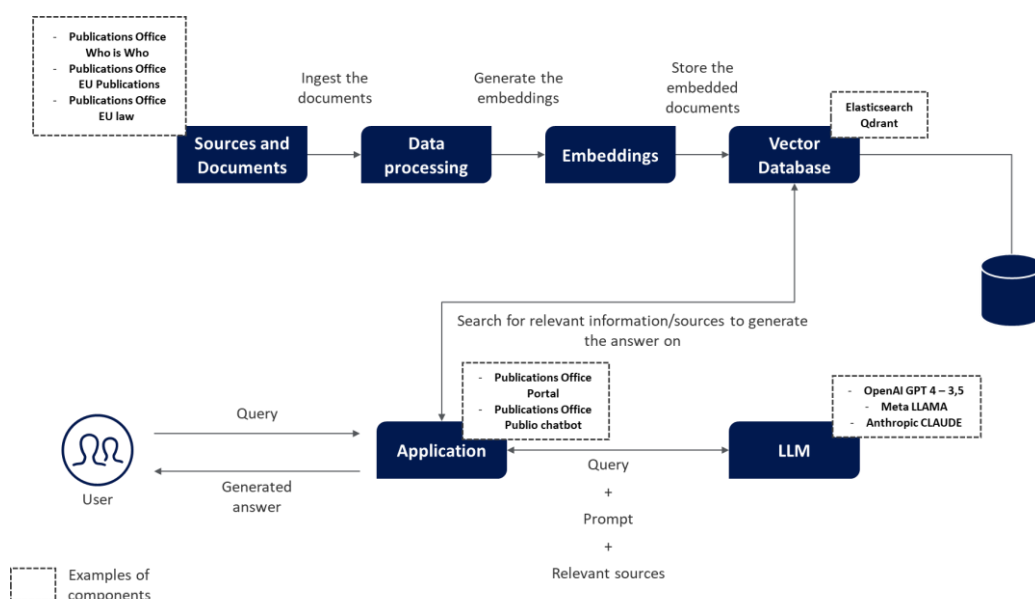 - Publications Office
Who is Who
- Publications Office
EU Publications
- Publications Office
EU law
Ingest the
documents
Generate the
embeddings
Store the
embedded
documents
Elasticsearch
Qdrant
Sources and
Documents
Data
processing
Embeddings
Vector
Database
Search for relevant information/sources to generate
the answer on
- Publications Office
Portal
- Publications Office
Public chatbot
- OpenAI GPT 4 – 3,5
- Meta LLAMA
- Anthropic CLAUDE
Query
Application
LLM
User
Generated
answer
Query
+
Prompt
+
Relevant sources
Examples of
components